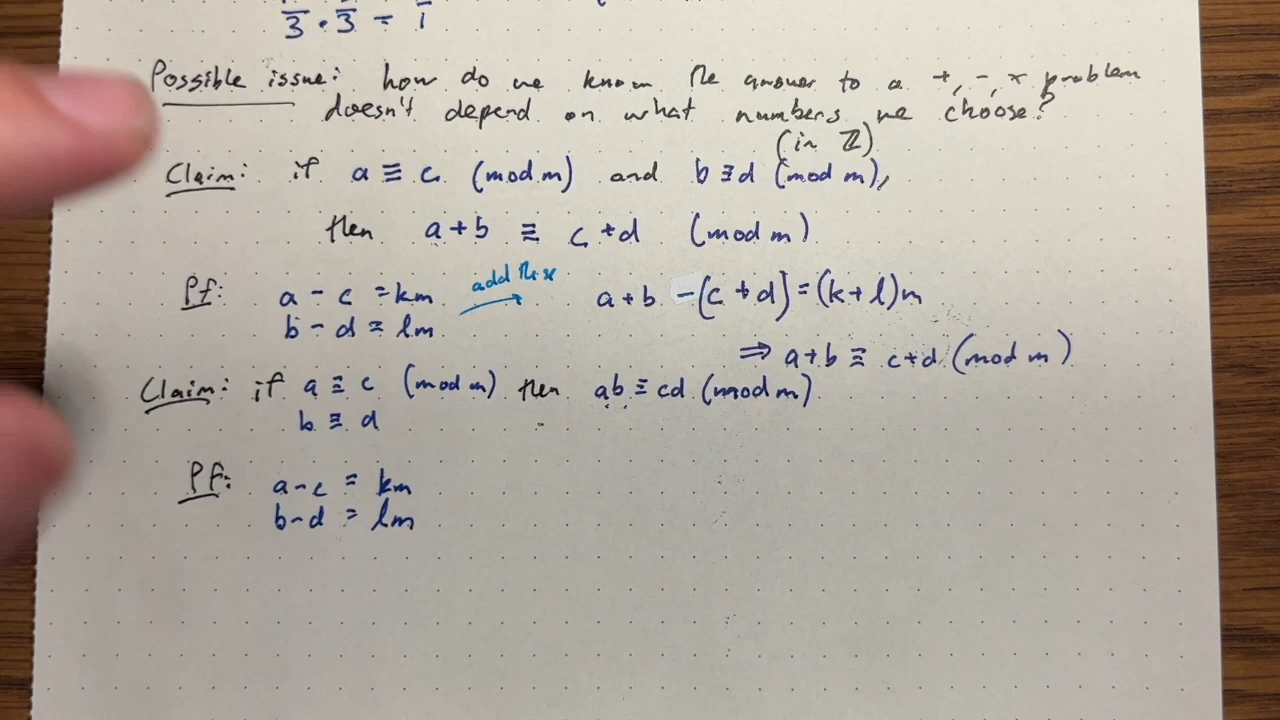 3̅ · 3̅ = 1̅
Possible issue: how do we know the answer to a +, -, × problem
doesn't depend on what numbers we choose?
(in ℤ)
Claim: if a ≡ c (mod m) and b ≡ d (mod m),
then a+b ≡ c+d (mod m)
Pf: a - c = km add these a+b -(c+d) = (k+l)m
b - d = lm
⇒ a+b ≡ c+d (mod m)
Claim: if a ≡ c (mod m) then ab ≡ cd (mod m)
b ≡ d
Pf: a-c = km
b-d = lm